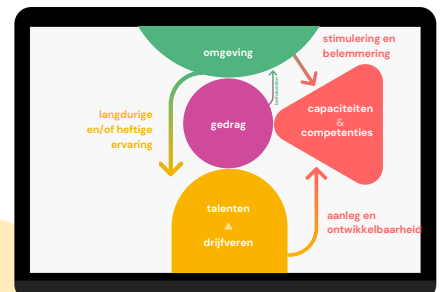 omgeving
stimulering en
belemmering
langdurige
en/of heftige
ervaring
gedrag
capaciteiten
&
competenties
talenten
drijfveren
aanleg en
ontwikkelbaarheid